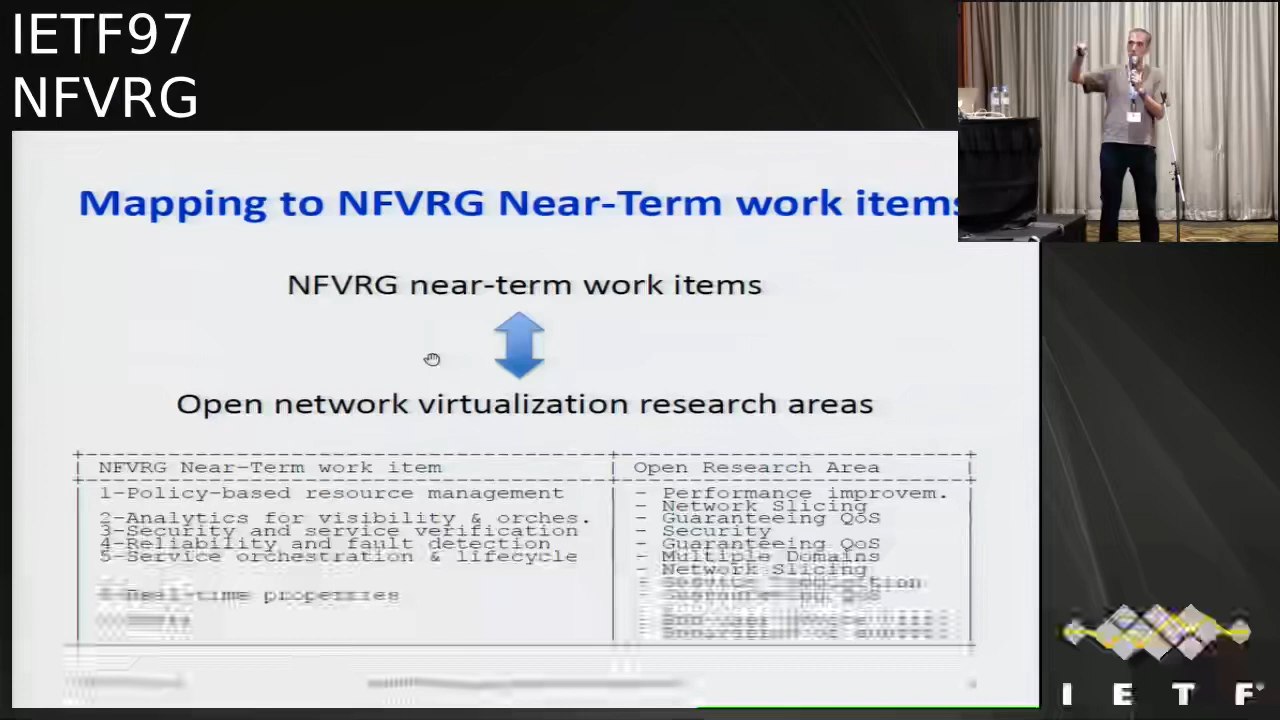 IETF97
NFVRG
Mapping to NFVRG Near-Term work items
NFVRG near-term work items
Open network virtualization research areas
NFVRG Near-Term work item | Open Research Area
1-Policy-based resource management | - Performance improvem.
- Network Slicing
2-Analytics for visibility & orches. | - Guaranteeing QoS
3-Security and service verification | - Security
4-Reliability and fault detection | - Guaranteeing QoS
5-Service orchestration & lifecycle | - Multiple Domains
- Network Slicing
Real-time properties
I E T F